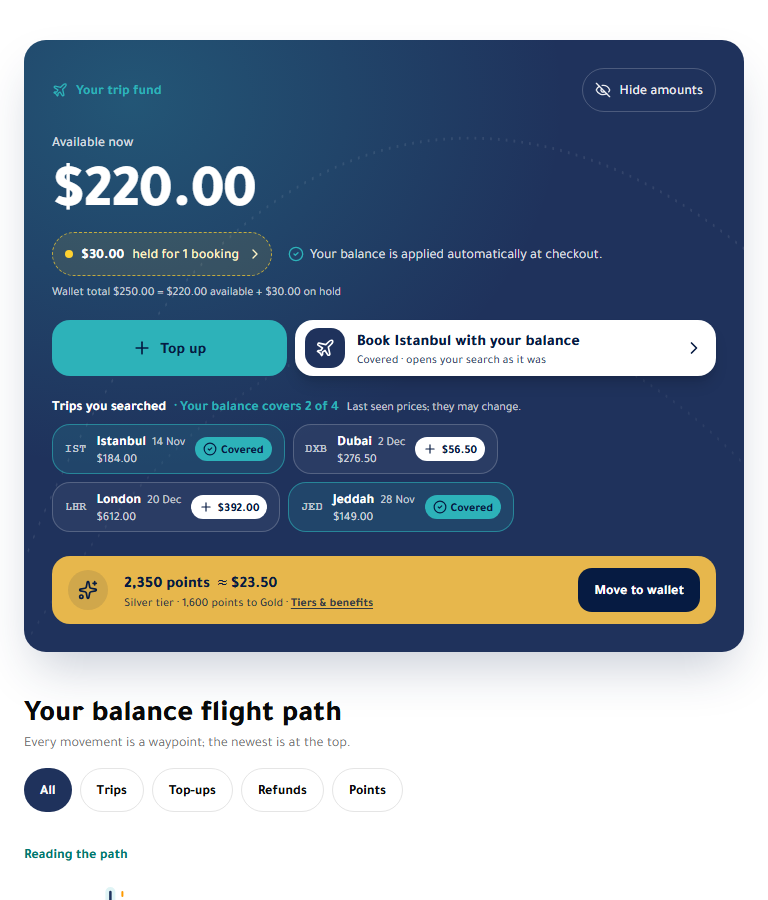 Your trip fund
Hide amounts
Available now
$220.00
$30.00 held for 1 booking
Your balance is applied automatically at checkout.
Wallet total $250.00 = $220.00 available + $30.00 on hold
Top up
Book Istanbul with your balance
Covered · opens your search as it was
Trips you searched · Your balance covers 2 of 4 Last seen prices; they may change.
IST Istanbul 14 Nov
$184.00
Covered
DXB Dubai 2 Dec
$276.50
+ $56.50
LHR London 20 Dec
$612.00
+ $392.00
JED Jeddah 28 Nov
$149.00
Covered
2,350 points ≈ $23.50
Silver tier · 1,600 points to Gold · Tiers & benefits
Move to wallet
Your balance flight path
Every movement is a waypoint; the newest is at the top.
All
Trips
Top-ups
Refunds
Points
Reading the path